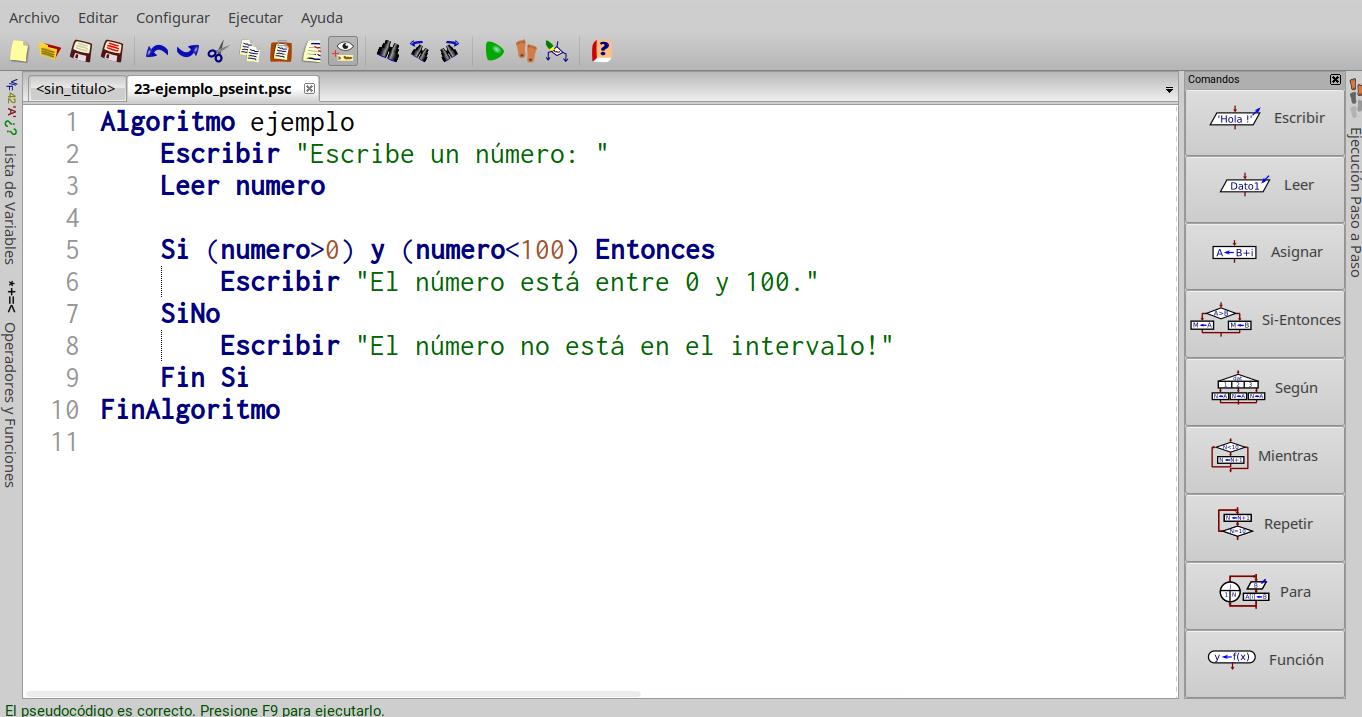 Archivo Editar Configurar Ejecutar Ayuda
<sin_titulo> 23-ejemplo_pseint.psc
1 Algoritmo ejemplo
2 Escribir "Escribe un número: "
3 Leer numero
4
5 Si (numero>0) y (numero<100) Entonces
6 Escribir "El número está entre 0 y 100."
7 SiNo
8 Escribir "El número no está en el intervalo!"
9 Fin Si
10 FinAlgoritmo
11
Lista de Variables
*+=<
Operadores y Funciones
Comandos
'Hola !' Escribir
Dato1 Leer
A←B+i Asignar
Si-Entonces
Según
Mientras
Repetir
Para
y←f(x) Función
Ejecución Paso a Paso
El pseudocódigo es correcto. Presione F9 para ejecutarlo.